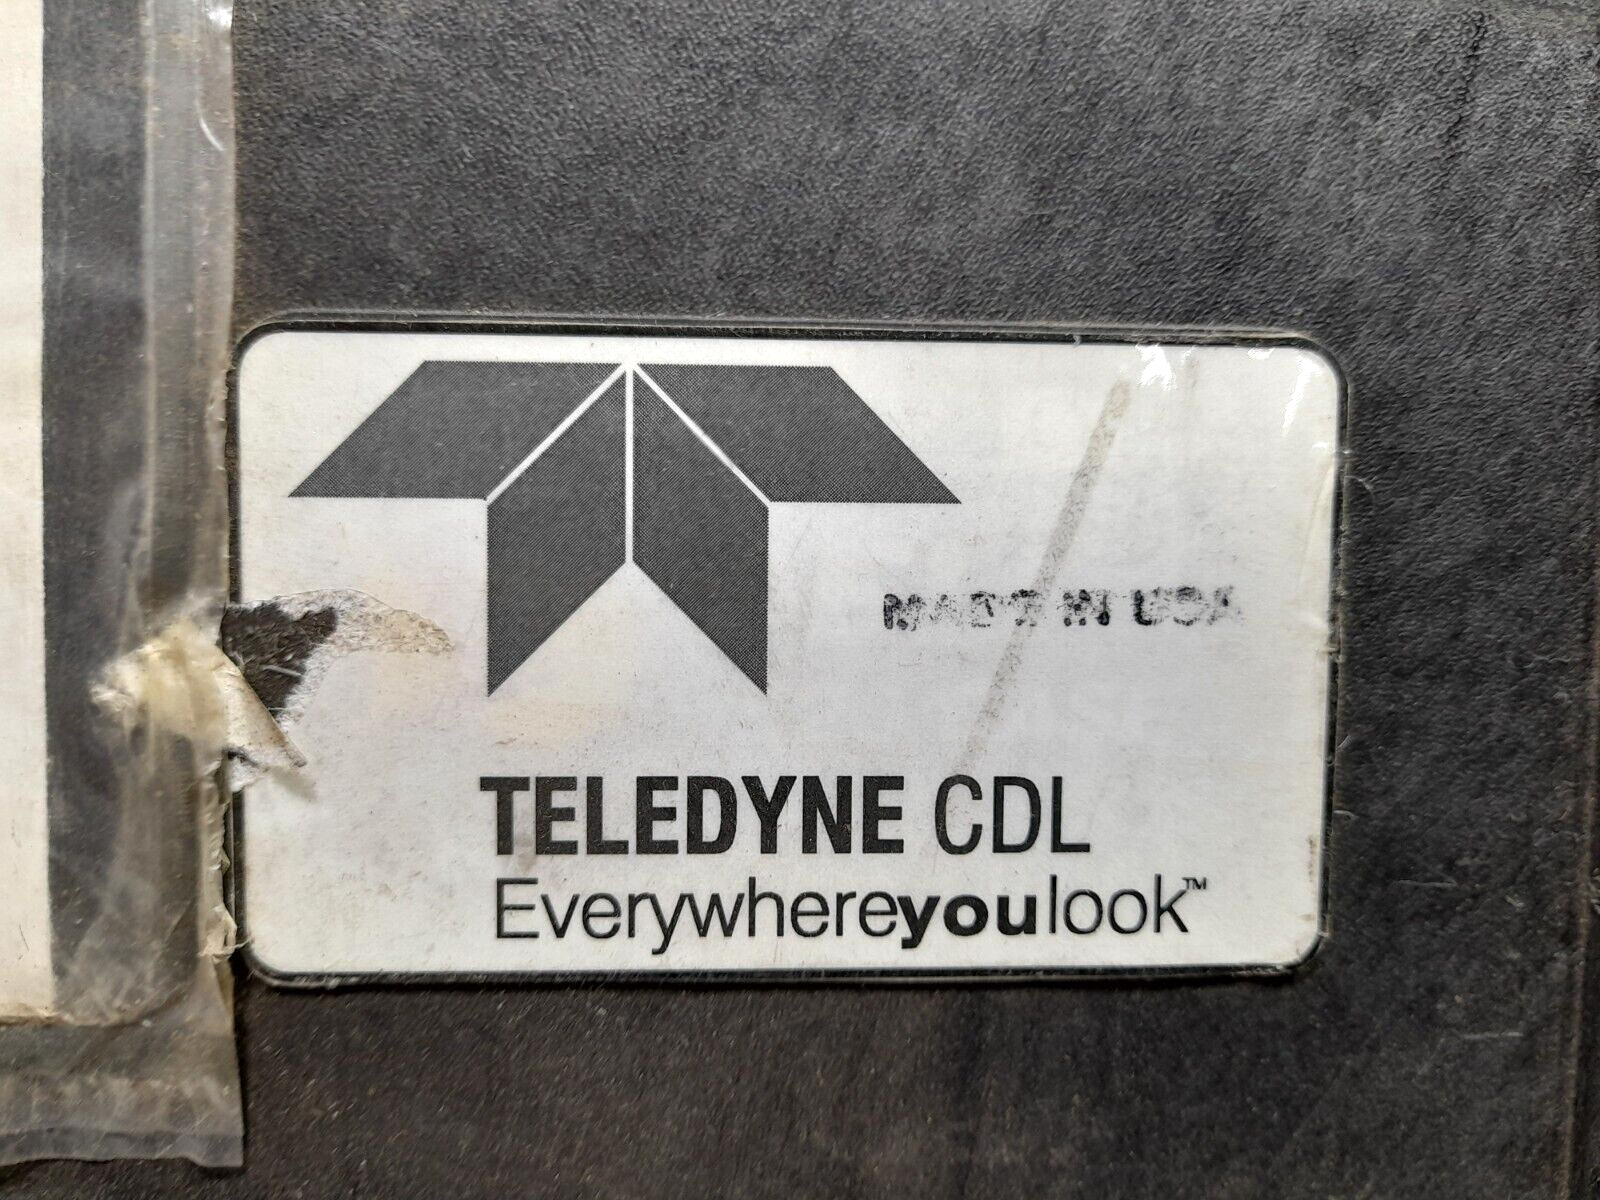 MADE IN USA
TELEDYNE CDL
Everywhereyoulook™